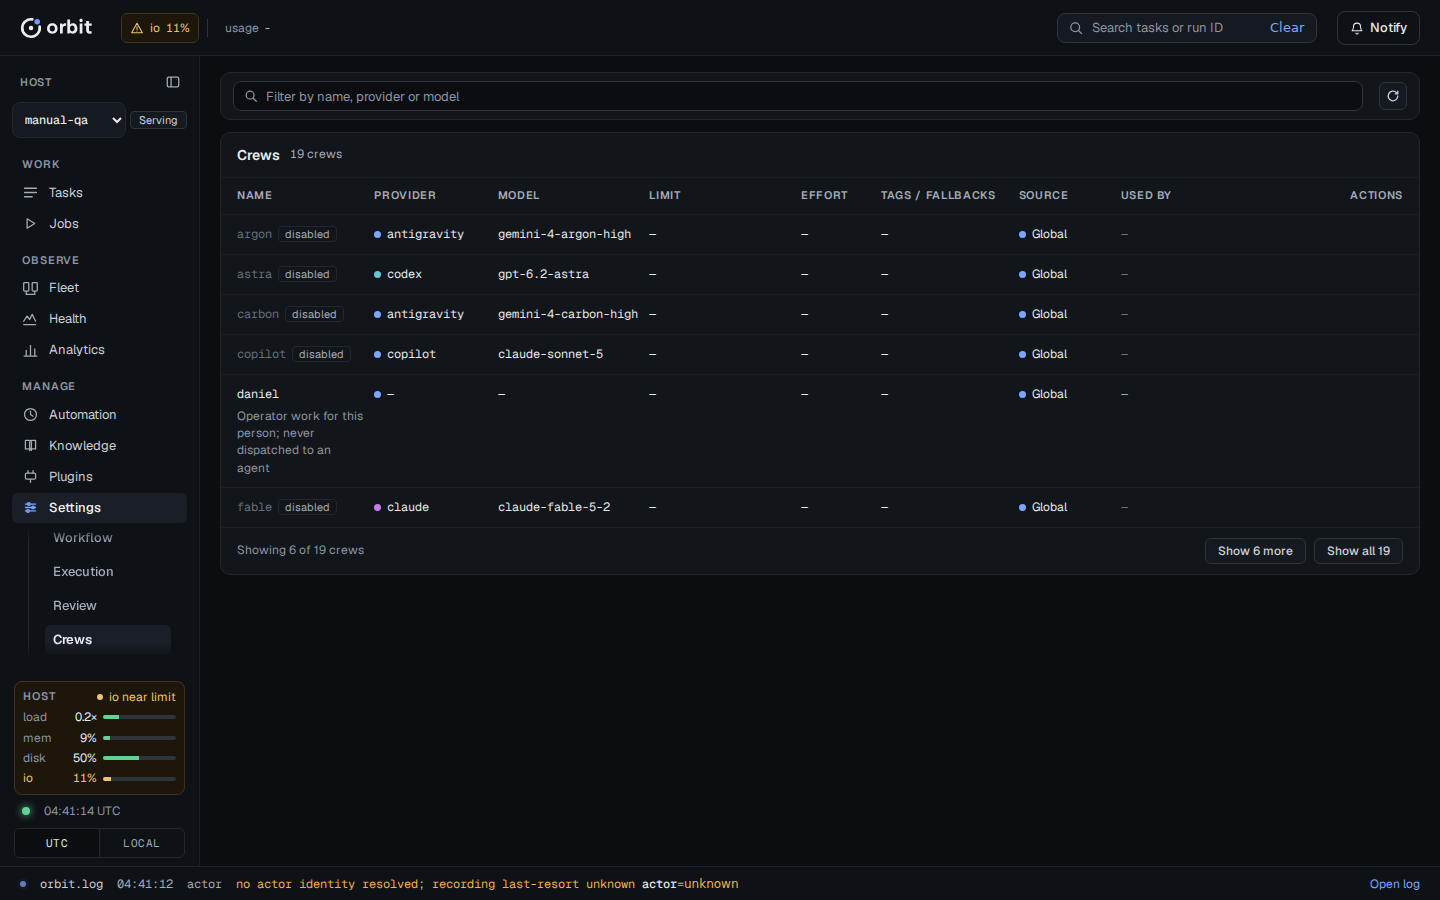 orbit
io 11%
usage -
Search tasks or run ID
Clear
Notify
HOST
manual-qa
Serving
WORK
Tasks
Jobs
OBSERVE
Fleet
Health
Analytics
MANAGE
Automation
Knowledge
Plugins
Settings
Workflow
Execution
Review
Crews
HOST io near limit
load 0.2×
mem 9%
disk 50%
io 11%
04:41:14 UTC
UTC LOCAL
Filter by name, provider or model
Crews 19 crews
NAME PROVIDER MODEL LIMIT EFFORT TAGS / FALLBACKS SOURCE USED BY ACTIONS
argon disabled antigravity gemini-4-argon-high — — — Global —
astra disabled codex gpt-6.2-astra — — — Global —
carbon disabled antigravity gemini-4-carbon-high — — — Global —
copilot disabled copilot claude-sonnet-5 — — — Global —
daniel — — — — — Global —
Operator work for this
person; never
dispatched to an
agent
fable disabled claude claude-fable-5-2 — — — Global —
Showing 6 of 19 crews
Show 6 more
Show all 19
orbit.log 04:41:12 actor no actor identity resolved; recording last-resort unknown actor=unknown
Open log